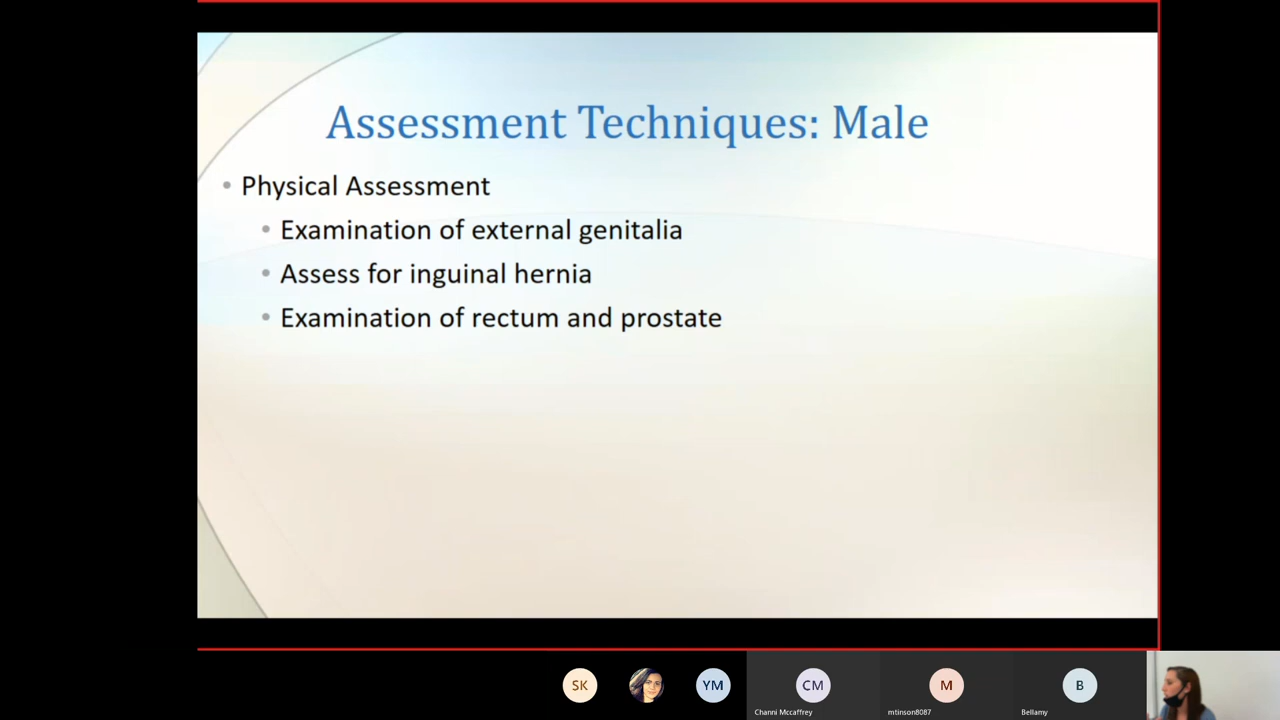 Assessment Techniques: Male
Physical Assessment
Examination of external genitalia
Assess for inguinal hernia
Examination of rectum and prostate
SK
YM
CM
M
B
Channi Mccaffrey
mtinson8087
Bellamy